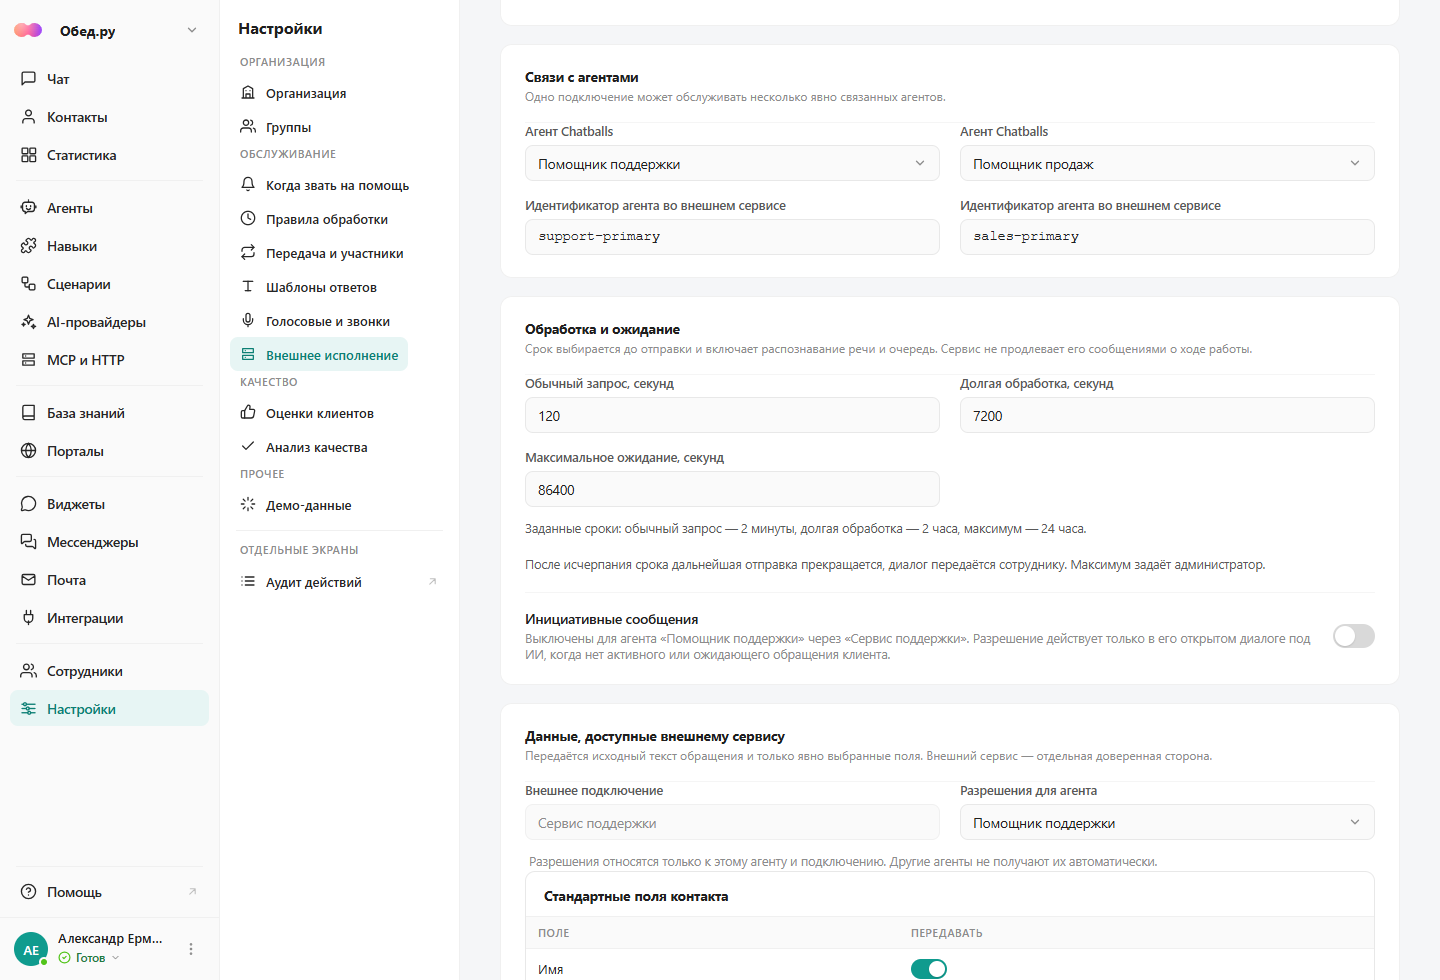 Обед.ру
Чат
Контакты
Статистика
Агенты
Навыки
Сценарии
AI-провайдеры
MCP и HTTP
База знаний
Порталы
Виджеты
Мессенджеры
Почта
Интеграции
Сотрудники
Настройки
Помощь
АЕ
Александр Ерм...
Готов
Настройки
ОРГАНИЗАЦИЯ
Организация
Группы
ОБСЛУЖИВАНИЕ
Когда звать на помощь
Правила обработки
Передача и участники
Шаблоны ответов
Голосовые и звонки
Внешнее исполнение
КАЧЕСТВО
Оценки клиентов
Анализ качества
ПРОЧЕЕ
Демо-данные
ОТДЕЛЬНЫЕ ЭКРАНЫ
Аудит действий
Связи с агентами
Одно подключение может обслуживать несколько явно связанных агентов.
Агент Chatballs
Помощник поддержки
Агент Chatballs
Помощник продаж
Идентификатор агента во внешнем сервисе
support-primary
Идентификатор агента во внешнем сервисе
sales-primary
Обработка и ожидание
Срок выбирается до отправки и включает распознавание речи и очередь. Сервис не продлевает его сообщениями о ходе работы.
Обычный запрос, секунд
120
Долгая обработка, секунд
7200
Максимальное ожидание, секунд
86400
Заданные сроки: обычный запрос — 2 минуты, долгая обработка — 2 часа, максимум — 24 часа.
После исчерпания срока дальнейшая отправка прекращается, диалог передаётся сотруднику. Максимум задаёт администратор.
Инициативные сообщения
Выключены для агента «Помощник поддержки» через «Сервис поддержки». Разрешение действует только в его открытом диалоге под
ИИ, когда нет активного или ожидающего обращения клиента.
Данные, доступные внешнему сервису
Передаётся исходный текст обращения и только явно выбранные поля. Внешний сервис — отдельная доверенная сторона.
Внешнее подключение
Сервис поддержки
Разрешения для агента
Помощник поддержки
Разрешения относятся только к этому агенту и подключению. Другие агенты не получают их автоматически.
Стандартные поля контакта
ПОЛЕ
ПЕРЕДАВАТЬ
Имя